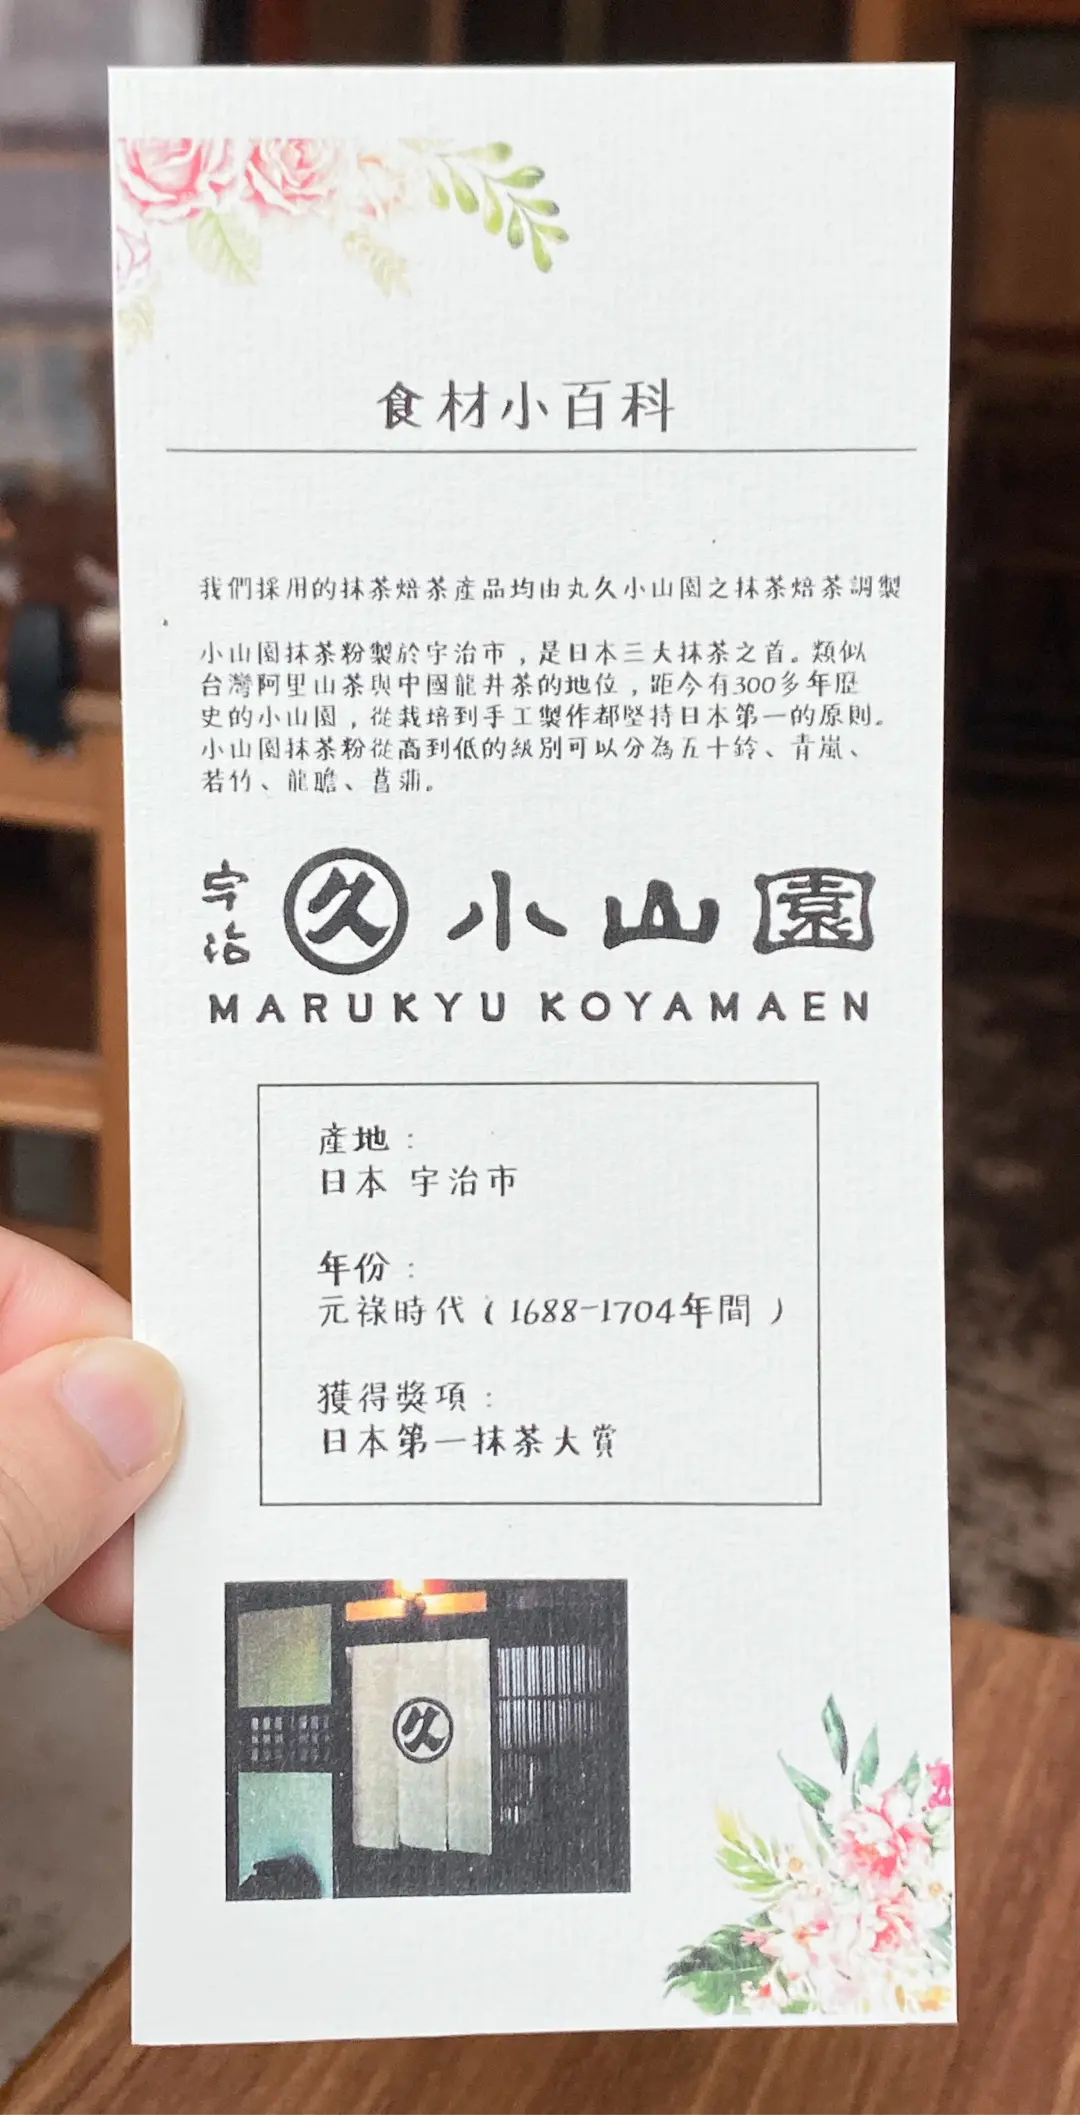 食材小百科
我們採用的抹茶焙茶產品均由丸久小山園之抹茶焙茶調製
小山園抹茶粉製於宇治市，是日本三大抹茶之首。類似
台灣阿里山茶與中國龍井茶的地位，距今有300多年歷
史的小山園，從栽培到手工製作都堅持日本第一的原則。
小山園抹茶粉從高到低的級別可以分為五十鈴、青嵐、
若竹、龍瞻、菖蒲。
宇治 久 小山園
MARUKYU KOYAMAEN
產地：
日本 宇治市
年份：
元祿時代（1688-1704年間）
獲得獎項：
日本第一抹茶大賞
久